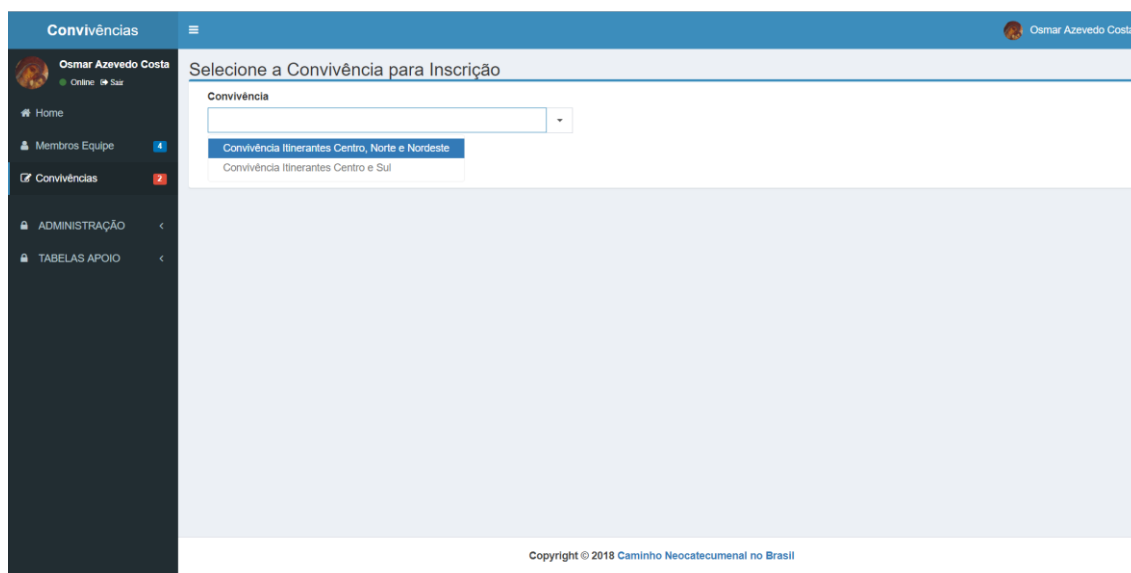 Convivências
Osmar Azevedo Costa
Osmar Azevedo Costa
Online Sair
Home
Membros Equipe 4
Convivências 2
ADMINISTRAÇÃO
TABELAS APOIO
Selecione a Convivência para Inscrição
Convivência
Convivência Itinerantes Centro, Norte e Nordeste
Convivência Itinerantes Centro e Sul
Copyright © 2018 Caminho Neocatecumenal no Brasil